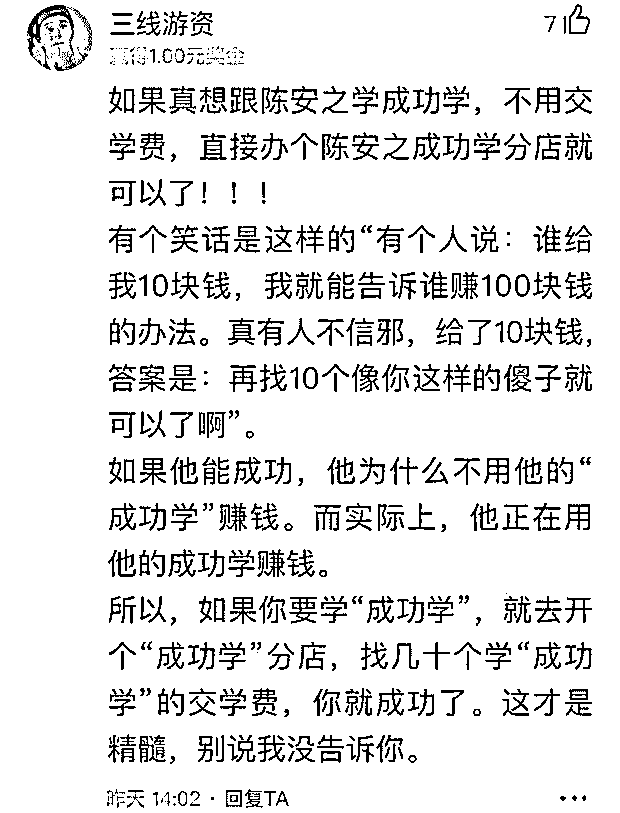 三线游资
71
赢得1.00元奖金
如果真想跟陈安之学成功学，不用交
学费，直接办个陈安之成功学分店就
可以了！！！
有个笑话是这样的“有个人说：谁给
我10块钱，我就能告诉谁赚100块钱
的办法。真有人不信邪，给了10块钱，
答案是：再找10个像你这样的傻子就
可以了啊”。
如果他能成功，他为什么不用他的“
成功学”赚钱。而实际上，他正在用
他的成功学赚钱。
所以，如果你要学“成功学”，就去开
个“成功学”分店，找几十个学“成功
学”的交学费，你就成功了。这才是
精髓，别说我没告诉你。
昨天 14:02 · 回复TA